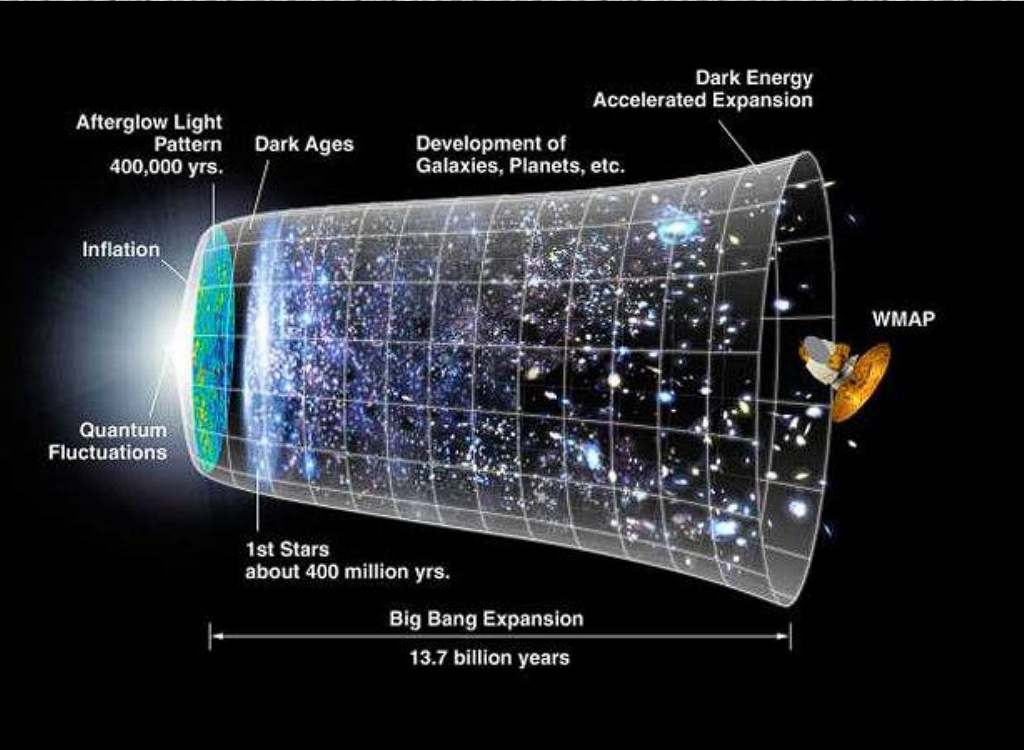 Dark Energy
Accelerated Expansion
Afterglow Light
Pattern
400,000 yrs.
Dark Ages
Development of
Galaxies, Planets, etc.
Inflation
WMAP
Quantum
Fluctuations
1st Stars
about 400 million yrs.
Big Bang Expansion
13.7 billion years